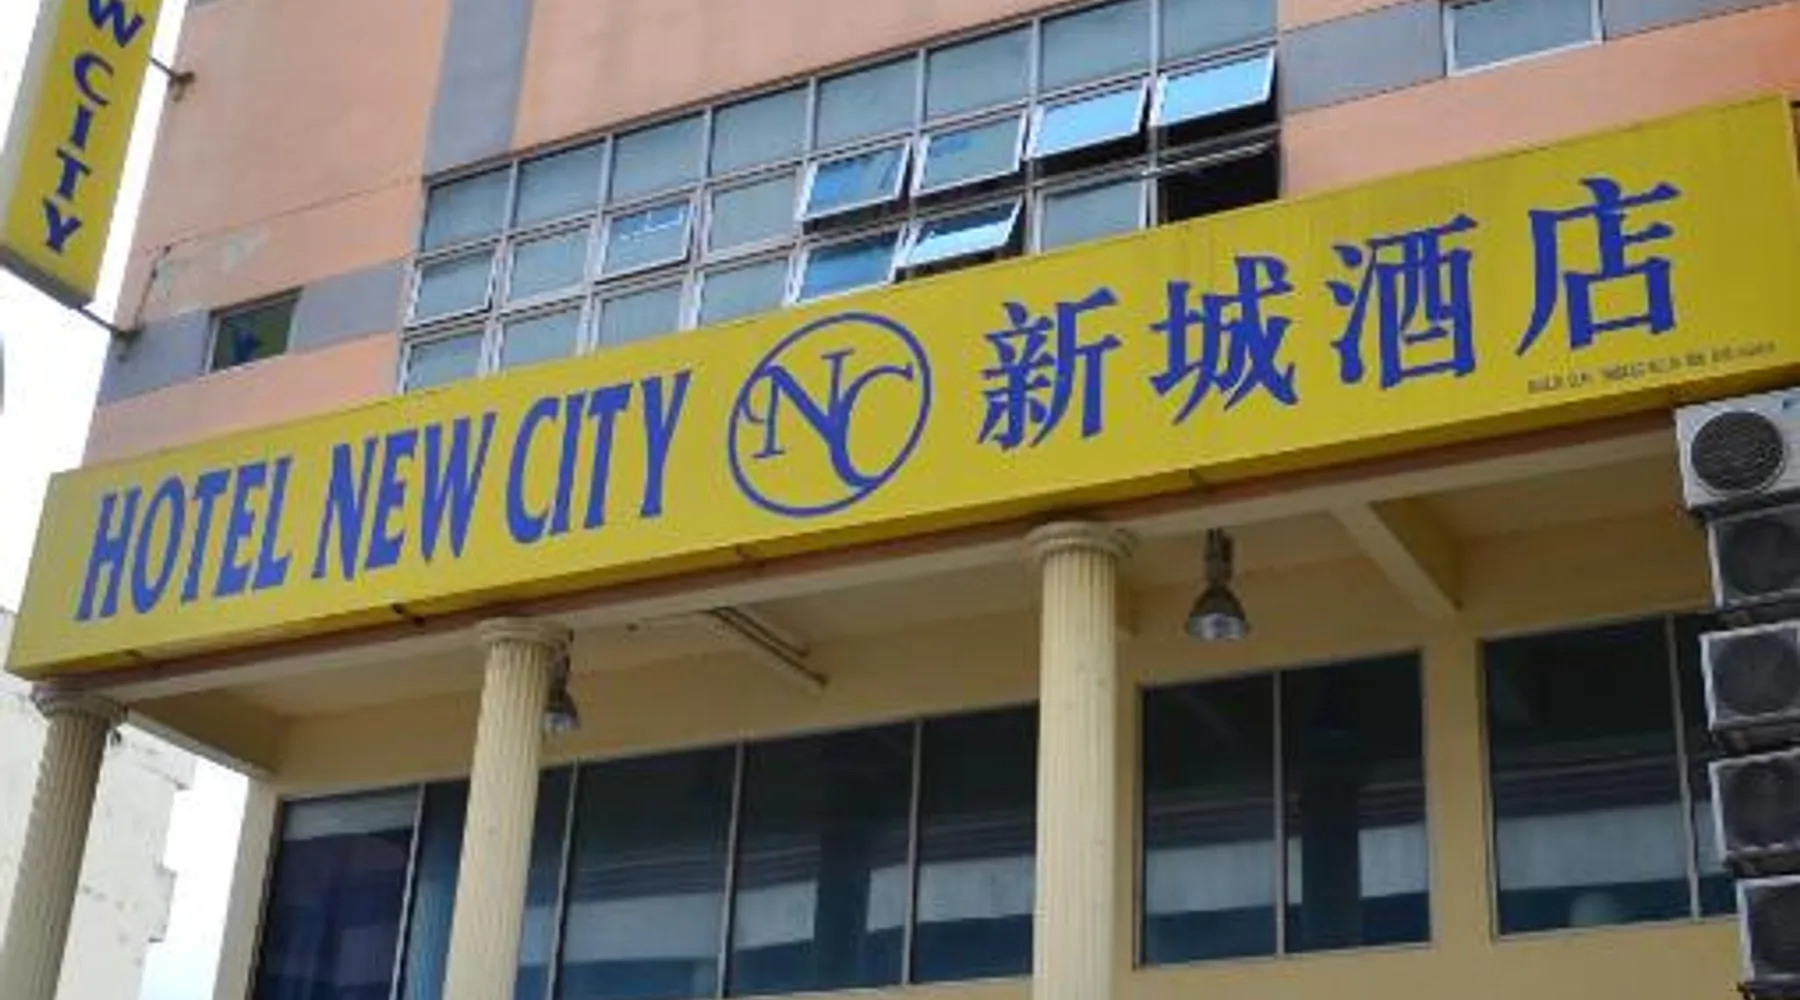 W CITY
HOTEL NEW CITY NC 新城酒店